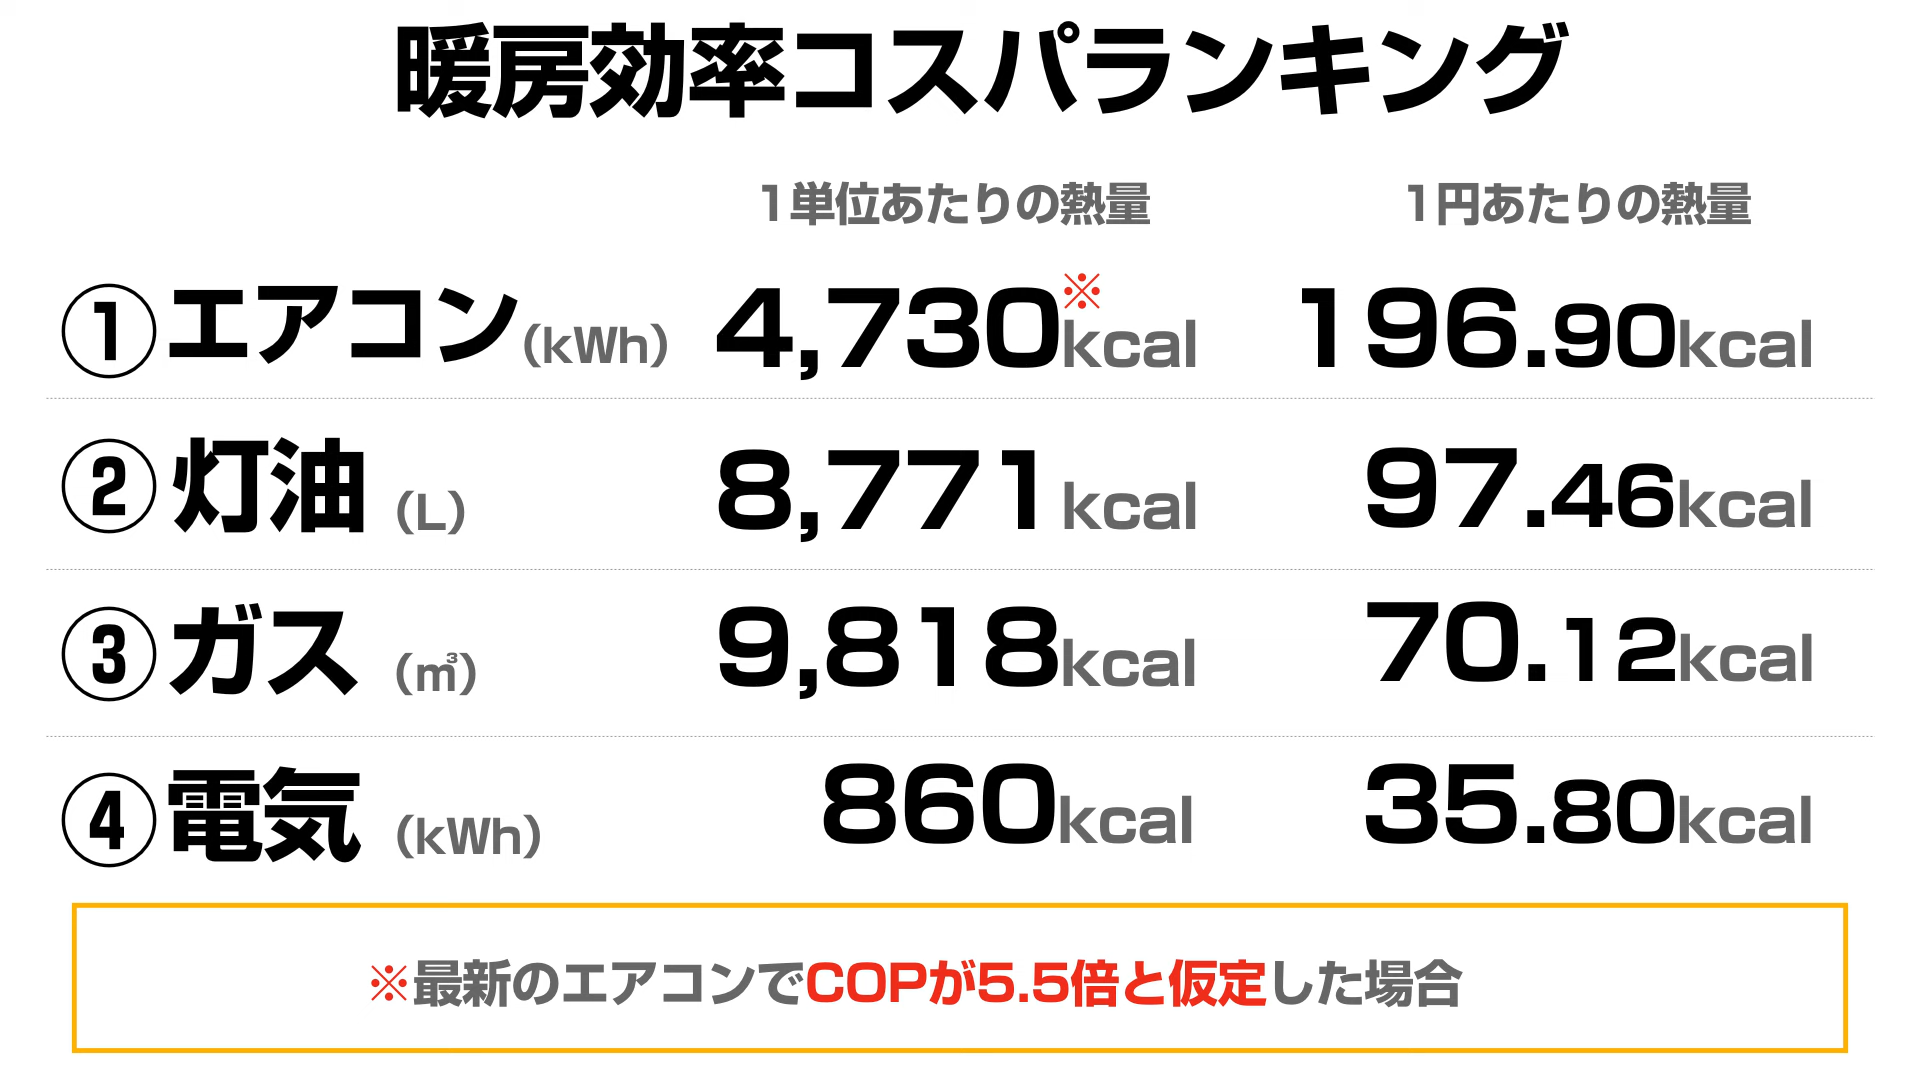 暖房効率コスパランキング
1単位あたりの熱量 1円あたりの熱量
①エアコン(kWh) 4,730※kcal 196.90kcal
②灯油(L) 8,771kcal 97.46kcal
③ガス(㎥) 9,818kcal 70.12kcal
④電気(kWh) 860kcal 35.80kcal
※最新のエアコンでCOPが5.5倍と仮定した場合